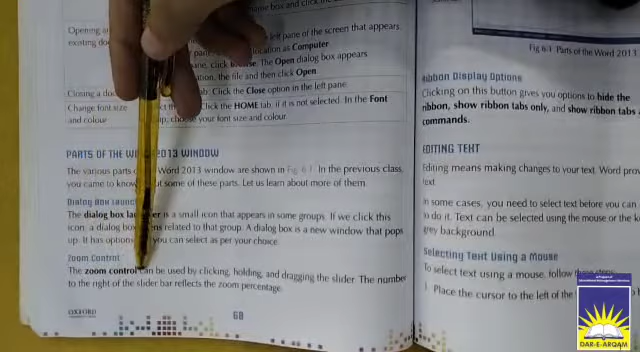 name box and click
Opening a
left pane of the screen that appears
existing do
location as Computer
pane, click The Open dialog box appears
ation, the file and then click Open
Closing a do
tab: Click the Close option in the left pane
Change font size
Click the HOME tab, if it is not selected. In the Font
and colour
your font size and colour
PARTS OF THE 2013 WINDOW
The various parts Word 2013 window are shown in Fig 6.1. In the previous class,
you came to know some of these parts. Let us learn about more of them.
Dialog Box
The dialog box is a small icon that appears in some groups. If we click this
icon, a dialog related to that group. A dialog box is a new window that pops
up. It has options you can select as per your choice.
Zoom Control
The zoom control can be used by clicking, holding, and dragging the slider. The number
to the right of the slider bar reflects the zoom percentage.
OXFORD
68
Fig 6.1 Parts of the Word 2013
Ribbon Display Options
Clicking on this button gives you options to hide the
ribbon, show ribbon tabs only, and show ribbon tabs
commands.
EDITING TEXT
Editing means making changes to your text. Word
text
In some cases, you need to select text before you can
do it. Text can be selected using the mouse or the
grey background.
Selecting Text Using a Mouse
To select text using a mouse, follow these steps
1 Place the cursor to the left of the
DAR-E-ARQAM